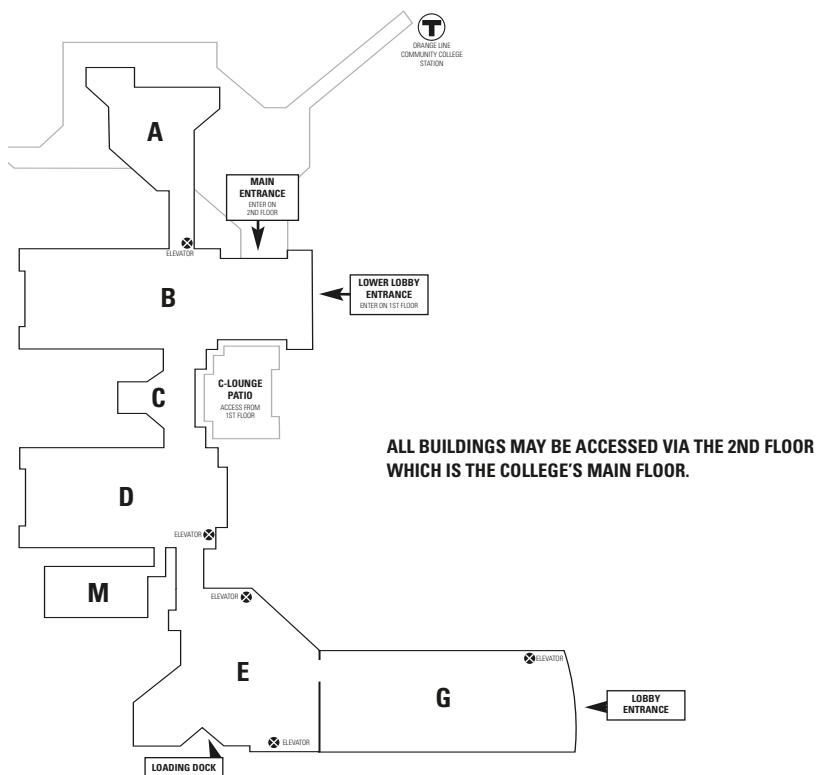 T
ORANGE LINE
COMMUNITY COLLEGE
STATION
A
MAIN
ENTRANCE
ENTER ON
2ND FLOOR
ELEVATOR
B
LOWER LOBBY
ENTRANCE
ENTER ON 1ST FLOOR
C
C-LOUNGE
PATIO
ACCESS FROM
1ST FLOOR
ALL BUILDINGS MAY BE ACCESSED VIA THE 2ND FLOOR
WHICH IS THE COLLEGE'S MAIN FLOOR.
D
ELEVATOR
M
ELEVATOR
E
ELEVATOR
G
LOBBY
ENTRANCE
ELEVATOR
LOADING DOCK